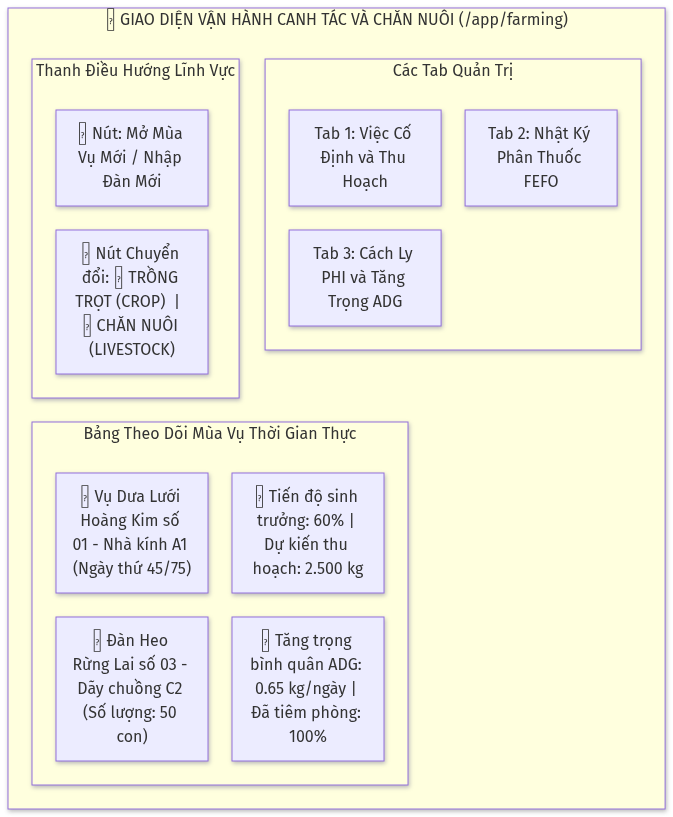 GIAO DIỆN VẬN HÀNH CANH TÁC VÀ CHĂN NUÔI (/app/farming)
Thanh Điều Hướng Lĩnh Vực
Nút: Mở Mùa
Vụ Mới / Nhập
Đàn Mới
Nút Chuyển
đổi: TRỒNG
TRỌT (CROP) |
CHĂN NUÔI
(LIVESTOCK)
Các Tab Quản Trị
Tab 1: Việc Cố
Định và Thu
Hoạch
Tab 2: Nhật Ký
Phân Thuốc
FEFO
Tab 3: Cách Ly
PHI và Tăng
Trọng ADG
Bảng Theo Dõi Mùa Vụ Thời Gian Thực
Vụ Dưa Lưới
Hoàng Kim số
01 - Nhà kính A1
(Ngày thứ 45/75)
Tiến độ sinh
trưởng: 60% |
Dự kiến thu
hoạch: 2.500 kg
Đàn Heo
Rừng Lai số 03 -
Dãy chuồng C2
(Số lượng: 50
con)
Tăng trọng
bình quân ADG:
0.65 kg/ngày |
Đã tiêm phòng:
100%